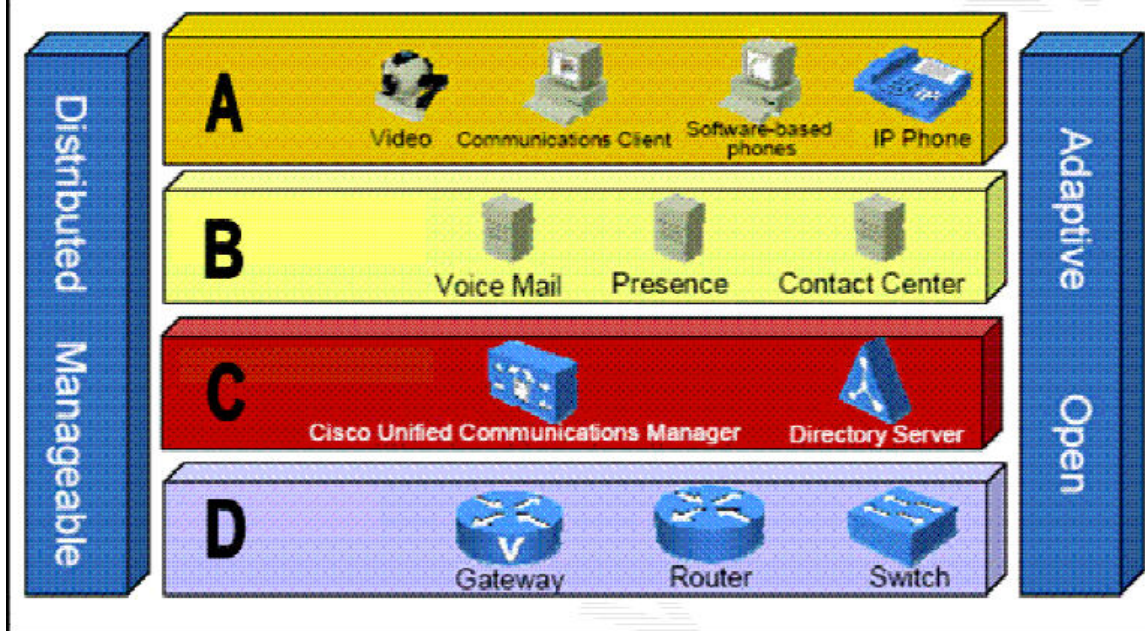 Distributed Manageable
A
Video
Communications Client
Software-based
phones
IP Phone
B
Voice Mail
Presence
Contact Center
C
Cisco Unified Communications Manager
Directory Server
D
V
Gateway
Router
Switch
Adaptive Open